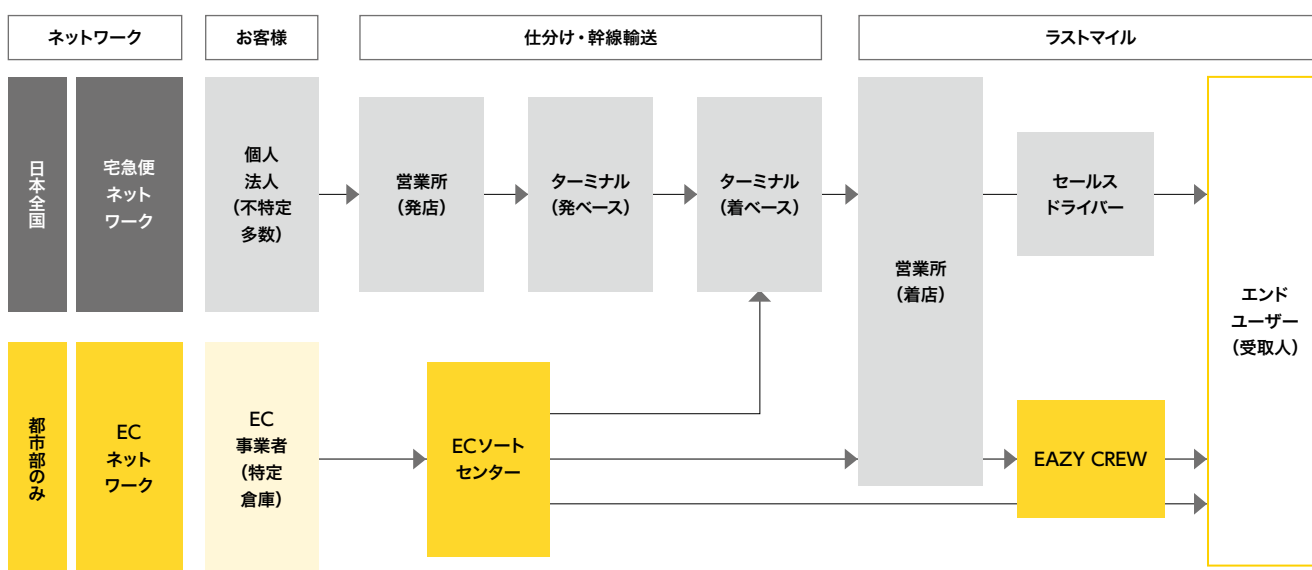 ネットワーク
お客様
仕分け・幹線輸送
ラストマイル
日本全国
宅急便
ネット
ワーク
個人
法人
(不特定
多数)
営業所
(発店)
ターミナル
(発ベース)
ターミナル
(着ベース)
営業所
(着店)
セールス
ドライバー
エンド
ユーザー
(受取人)
都市部のみ
EC
ネット
ワーク
EC
事業者
(特定
倉庫)
ECソート
センター
EAZY CREW